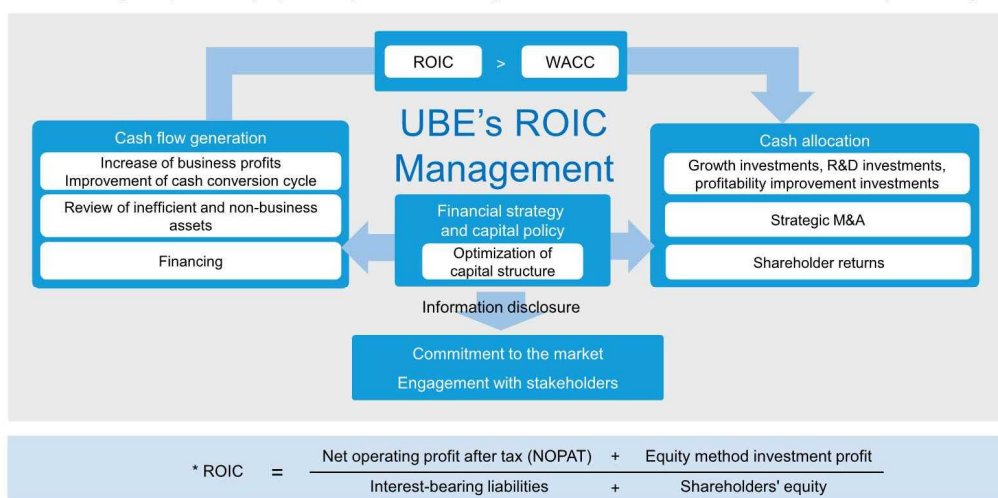 ROIC > WACC
UBE's ROIC
Management
Cash flow generation
Increase of business profits
Improvement of cash conversion cycle
Review of inefficient and non-business
assets
Financing
Financial strategy
and capital policy
Optimization of
capital structure
Cash allocation
Growth investments, R&D investments,
profitability improvement investments
Strategic M&A
Shareholder returns
Information disclosure
Commitment to the market
Engagement with stakeholders
* ROIC = Net operating profit after tax (NOPAT) + Equity method investment profit
Interest-bearing liabilities + Shareholders' equity